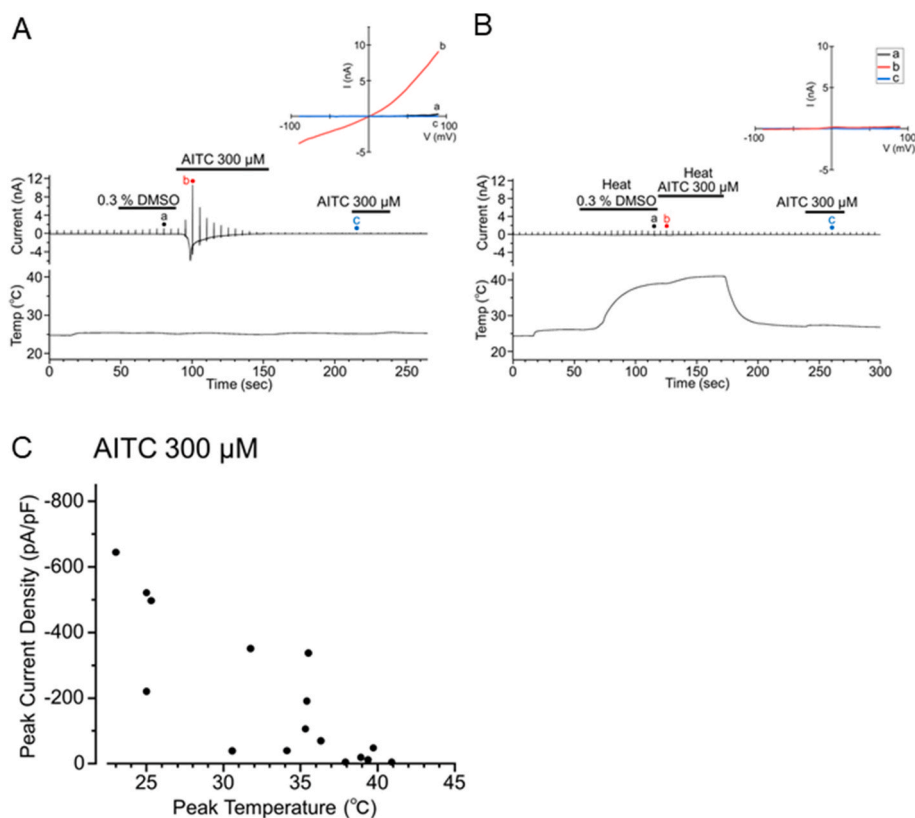 A
10
5
-5
I (nA)
-100
100
V (mV)
b
a
c
AITC 300 μM
0.3 % DMSO
a
b
AITC 300 μM
c
12
8
4
0
-4
Current (nA)
40
30
20
Temp (°C)
0
50
100
150
200
250
Time (sec)
B
10
5
-5
I (nA)
-100
100
V (mV)
a
b
c
Heat
0.3 % DMSO
a
Heat
AITC 300 μM
b
AITC 300 μM
c
12
8
4
0
-4
Current (nA)
40
30
20
Temp (°C)
0
50
100
150
200
250
300
Time (sec)
C AITC 300 μM
-800
-600
-400
-200
0
Peak Current Density (pA/pF)
25
30
35
40
45
Peak Temperature (°C)